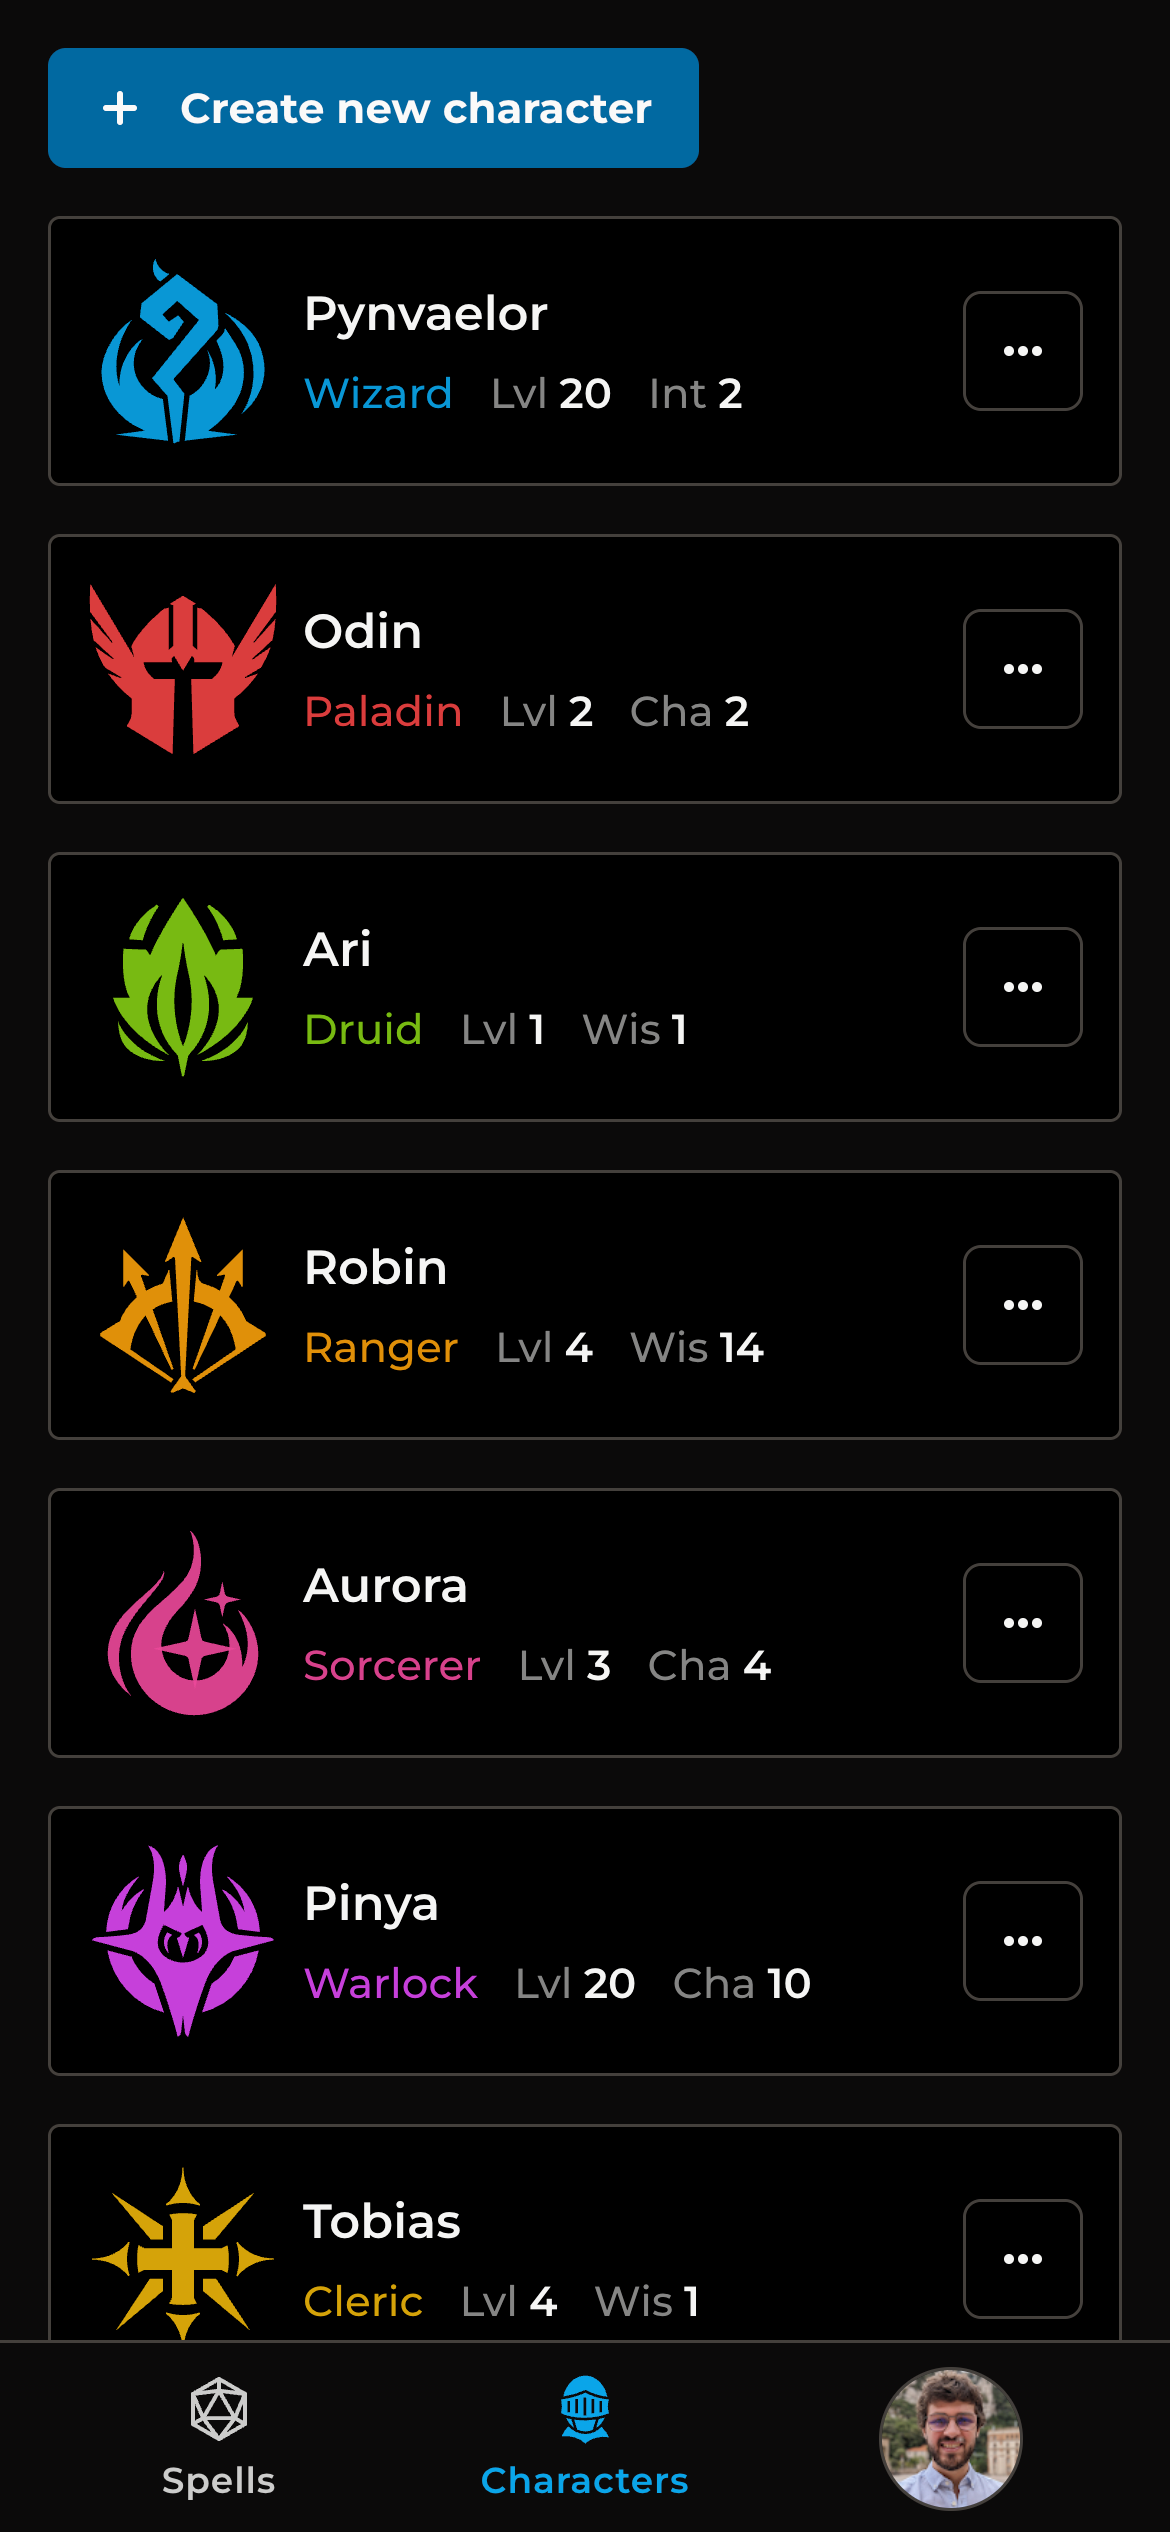 Create new character
Pynvaelor
Wizard Lvl 20 Int 2
Odin
Paladin Lvl 2 Cha 2
Ari
Druid Lvl 1 Wis 1
Robin
Ranger Lvl 4 Wis 14
Aurora
Sorcerer Lvl 3 Cha 4
Pinya
Warlock Lvl 20 Cha 10
Tobias
Cleric Lvl 4 Wis 1
Spells Characters